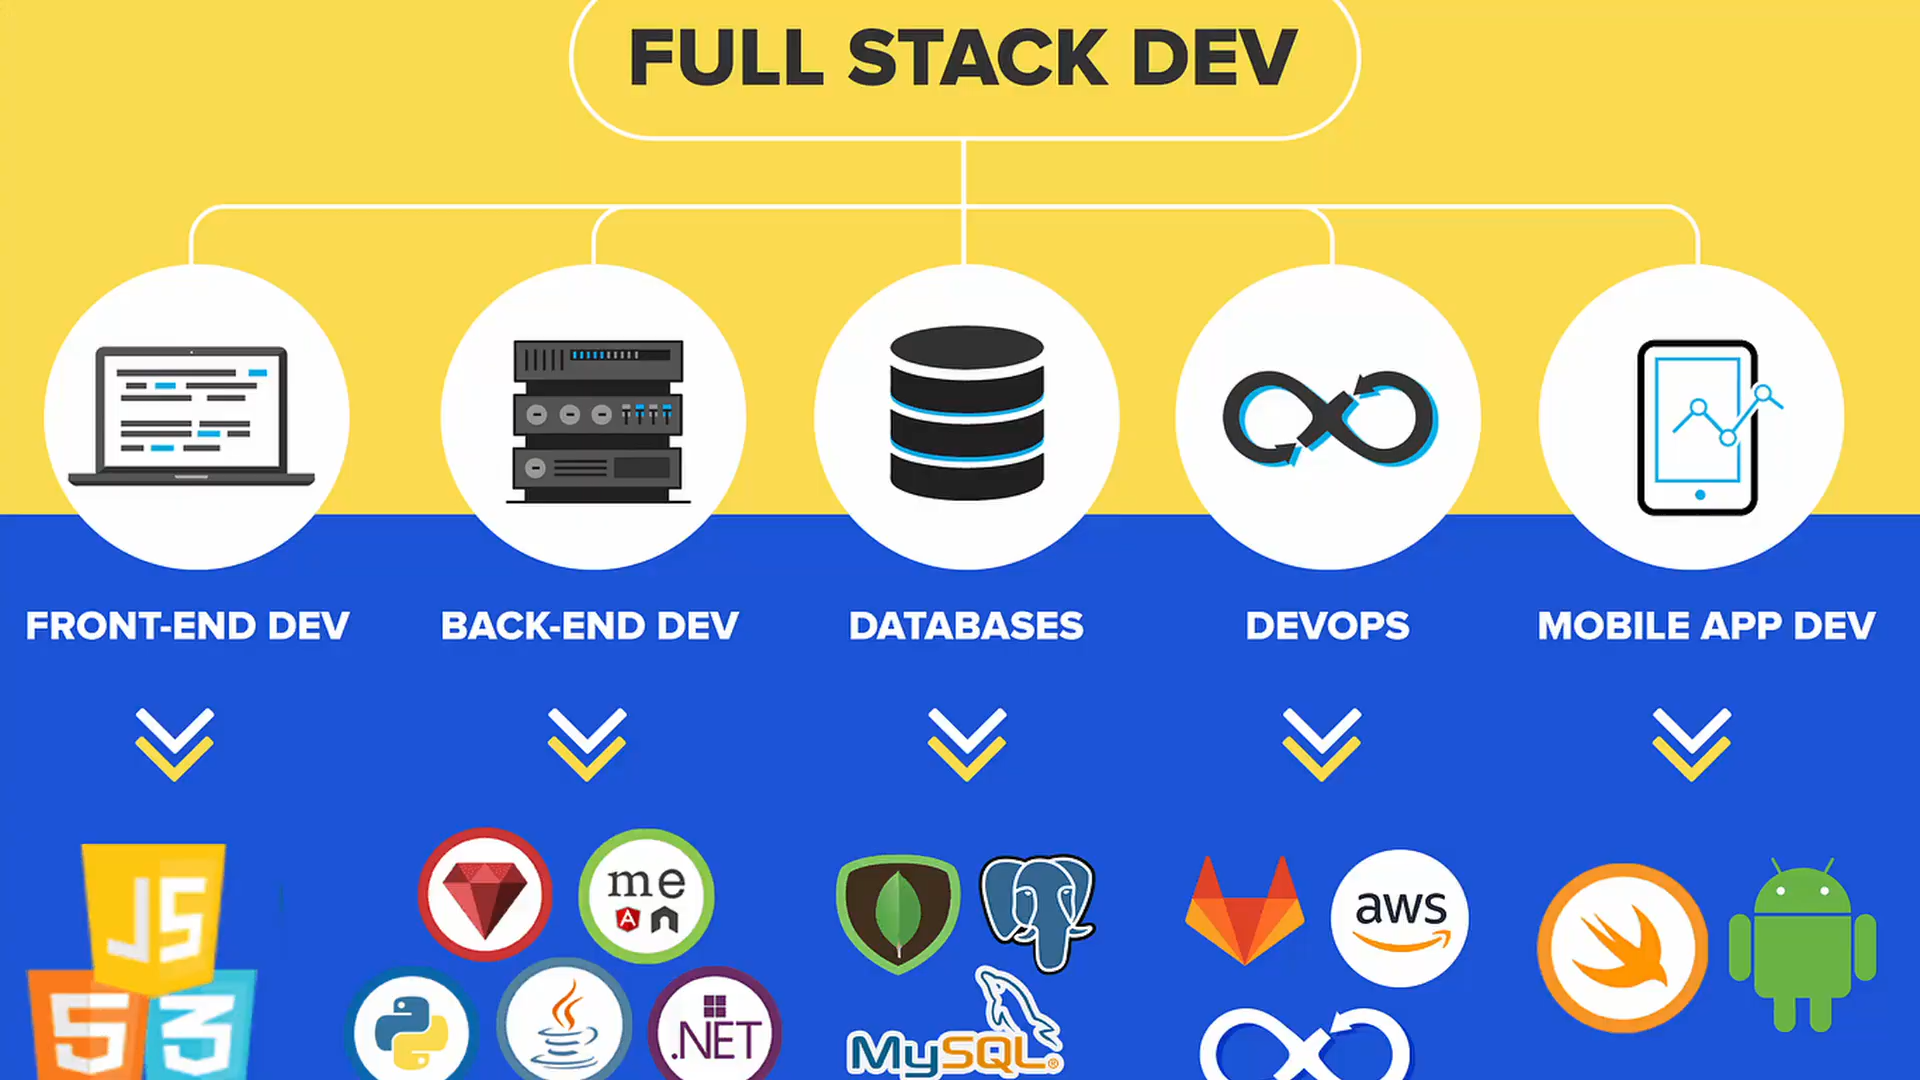 FULL STACK DEV
FRONT-END DEV
BACK-END DEV
DATABASES
DEVOPS
MOBILE APP DEV
JS
5
3
me
A
.NET
MySQL®
aws